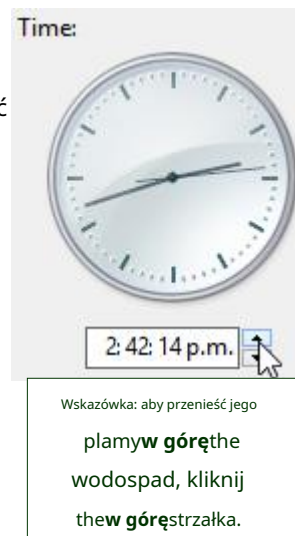 Time:
ć
2: 42: 14 p.m.
Wskazówka: aby przenieść jego
plamyw góręthe
wodospad, kliknij
thew góręstrzałka.